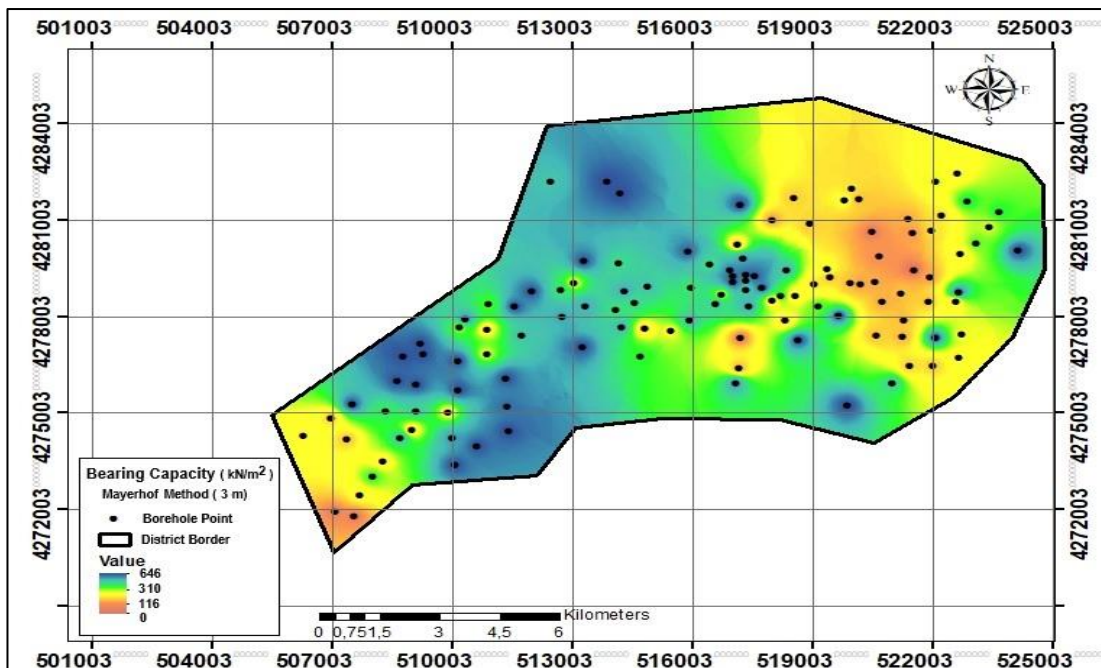 501003 504003 507003 510003 513003 516003 519003 522003 525003
N
W E
S
4284003 4284003
4281003 4281003
4278003 4278003
4275003 4275003
4272003 4272003
Bearing Capacity ( kN/m2 )
Mayerhof Method ( 3 m)
Borehole Point
District Border
Value
646
310
116
0
Kilometers
0 0,75 1,5 3 4,5 6
501003 504003 507003 510003 513003 516003 519003 522003 525003